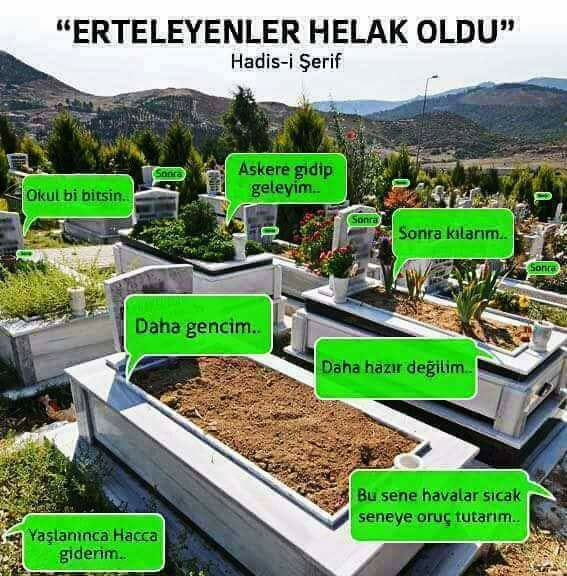 “ERTELEYENLER HELAK OLDU”
Hadis-i Şerif
Okul bi bitsin..
Sonra
Askere gidip
geleyim..
Sonra
Sonra kılarım..
Sonra
Daha gencim..
Daha hazır değilim..
Bu sene havalar sıcak
seneye oruç tutarım..
Yaşlanınca Hacca
giderim..